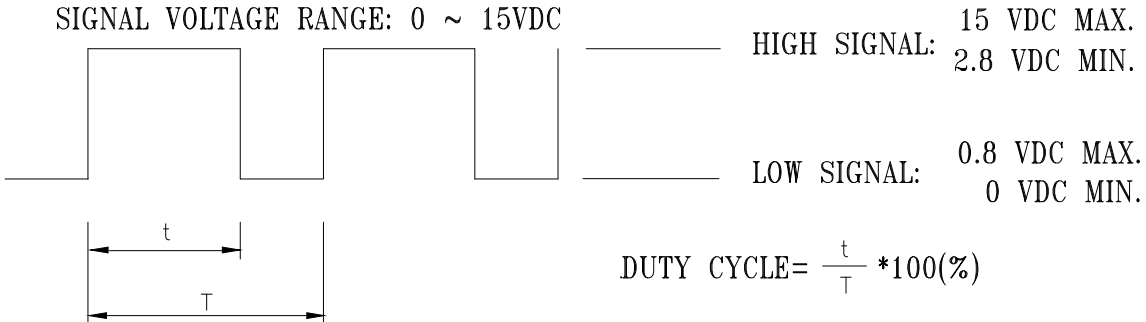 SIGNAL VOLTAGE RANGE: 0 ~ 15VDC
HIGH SIGNAL: 15 VDC MAX.
2.8 VDC MIN.
LOW SIGNAL: 0.8 VDC MAX.
0 VDC MIN.
t
T
DUTY CYCLE= t/T *100(%)